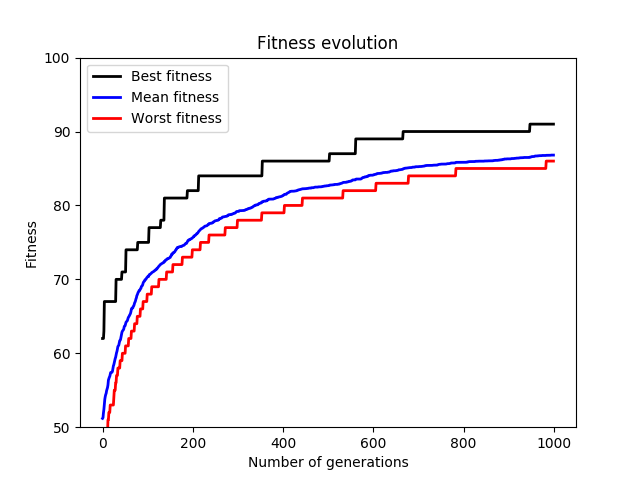 Fitness evolution
100
90
80
70
60
50
Fitness
Best fitness
Mean fitness
Worst fitness
0 200 400 600 800 1000
Number of generations